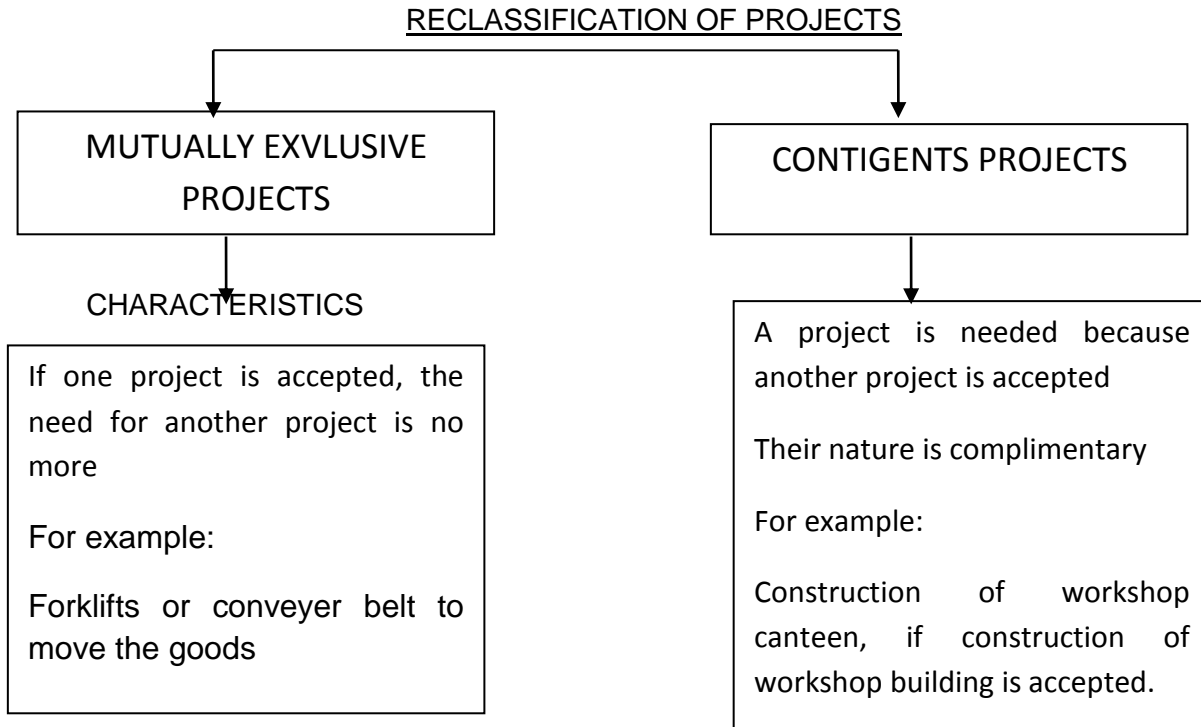 RECLASSIFICATION OF PROJECTS
MUTUALLY EXVLUSIVE
PROJECTS
CHARACTERISTICS
If one project is accepted, the
need for another project is no
more
For example:
Forklifts or conveyer belt to
move the goods
CONTIGENTS PROJECTS
A project is needed because
another project is accepted
Their nature is complimentary
For example:
Construction of workshop
canteen, if construction of
workshop building is accepted.